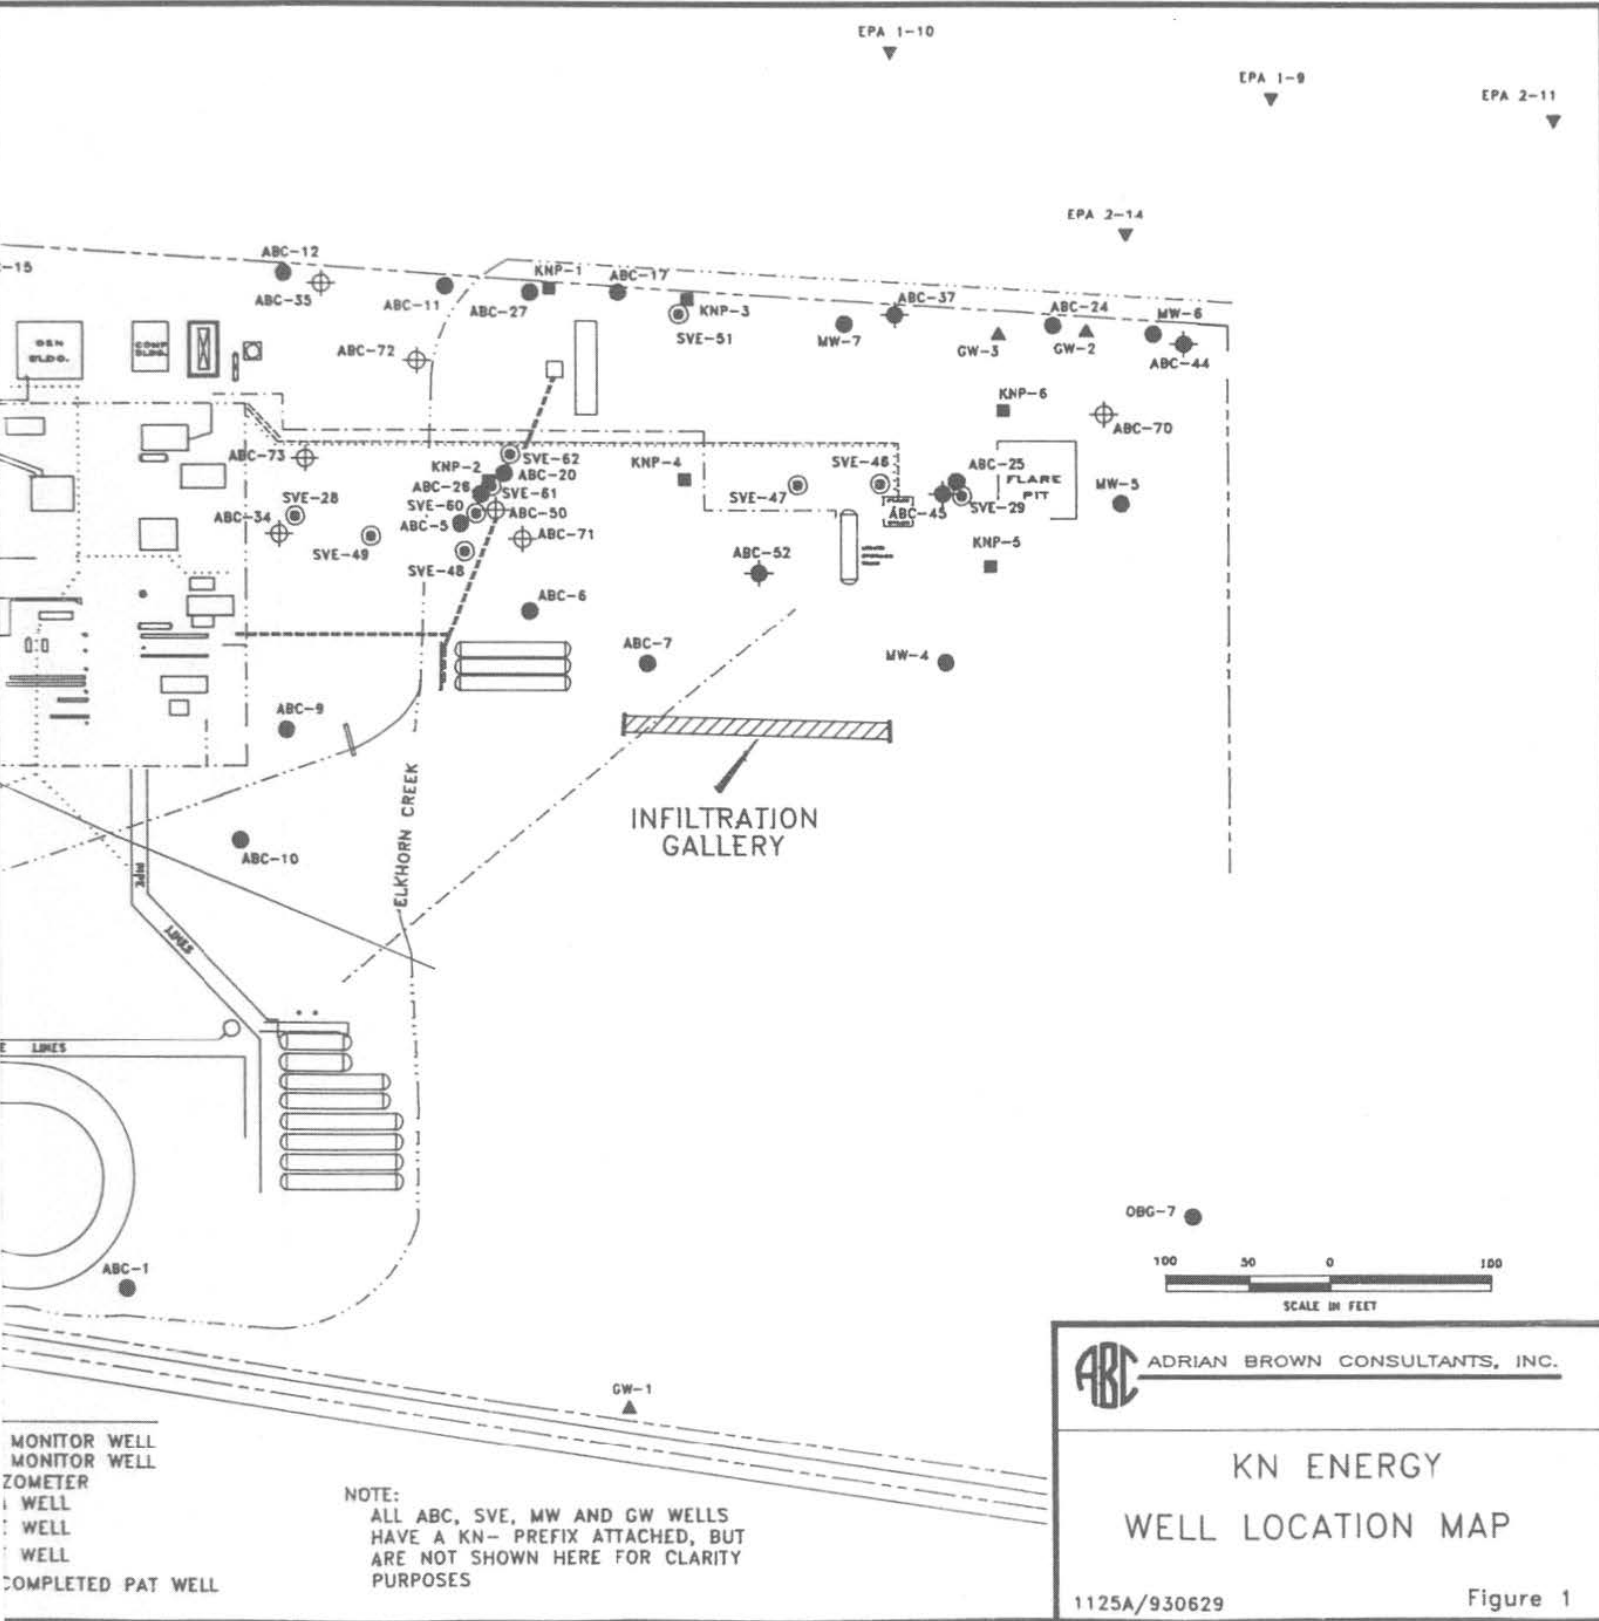 EPA 1-10
EPA 1-9
EPA 2-11
EPA 2-14
-15
ABC-12
ABC-35
ABC-11
ABC-27
KNP-1
ABC-17
KNP-3
SVE-51
MW-7
ABC-37
GW-3
ABC-24
GW-2
MW-6
ABC-44
GEN
BLDG.
COMP
BLDG.
ABC-72
KNP-6
ABC-70
ABC-73
KNP-2
SVE-62
ABC-20
ABC-26
SVE-61
SVE-60
ABC-50
ABC-5
ABC-71
SVE-28
ABC-34
SVE-49
SVE-48
KNP-4
SVE-47
SVE-46
ABC-25
FLARE
PIT
ABC-45
SVE-29
MW-5
KNP-5
ABC-52
ABC-6
ABC-7
MW-4
ABC-9
ELKHORN CREEK
INFILTRATION
GALLERY
ABC-10
PIPE
LINES
E LINES
ABC-1
OBG-7
100 50 0 100
SCALE IN FEET
GW-1
MONITOR WELL
MONITOR WELL
ZOMETER
WELL
WELL
WELL
COMPLETED PAT WELL
NOTE:
ALL ABC, SVE, MW AND GW WELLS
HAVE A KN- PREFIX ATTACHED, BUT
ARE NOT SHOWN HERE FOR CLARITY
PURPOSES
ABC ADRIAN BROWN CONSULTANTS, INC.
KN ENERGY
WELL LOCATION MAP
1125A/930629
Figure 1